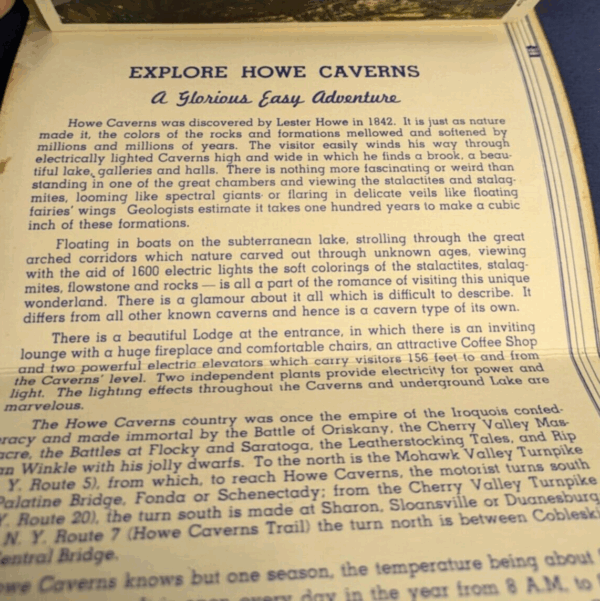 EXPLORE HOWE CAVERNS
A Glorious Easy Adventure
Howe Caverns was discovered by Lester Howe in 1842. It is just as nature
made it, the colors of the rocks and formations mellowed and softened by
millions and millions of years. The visitor easily winds his way through
electrically lighted Caverns high and wide in which he finds a brook, a beau-
tiful lake, galleries and halls. There is nothing more fascinating or weird than
standing in one of the great chambers and viewing the stalactites and stalag-
mites, looming like spectral giants or flaring in delicate veils like floating
fairies' wings Geologists estimate it takes one hundred years to make a cubic
inch of these formations.
Floating in boats on the subterranean lake, strolling through the great
arched corridors which nature carved out through unknown ages, viewing
with the aid of 1600 electric lights the soft colorings of the stalactites, stalag-
mites, flowstone and rocks — is all a part of the romance of visiting this unique
wonderland. There is a glamour about it all which is difficult to describe. It
differs from all other known caverns and hence is a cavern type of its own.
There is a beautiful Lodge at the entrance, in which there is an inviting
lounge with a huge fireplace and comfortable chairs, an attractive Coffee Shop
and two powerful electric elevators which carry visitors 156 feet to and from
the Caverns' level. Two independent plants provide electricity for power and
light. The lighting effects throughout the Caverns and underground Lake are
marvelous.
The Howe Caverns country was once the empire of the Iroquois confed-
racy and made immortal by the Battle of Oriskany, the Cherry Valley Mas-
acre, the Battles at Flocky and Saratoga, the Leatherstocking Tales, and Rip
an Winkle with his jolly dwarfs. To the north is the Mohawk Valley Turnpike
Y. Route 5), from which, to reach Howe Caverns, the motorist turns south
Palatine Bridge, Fonda or Schenectady; from the Cherry Valley Turnpike
Y. Route 20), the turn south is made at Sharon, Sloansville or Duanesburg
N. Y. Route 7 (Howe Caverns Trail) the turn north is between Cobleski
entral Bridge.
owe Caverns knows but one season, the temperature being about
every day in the year from 8 A.M. to